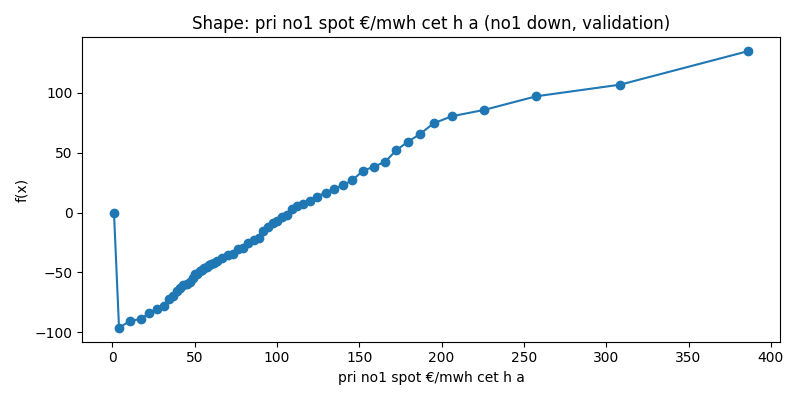 Shape: pri no1 spot €/mwh cet h a (no1 down, validation)
f(x)
100
50
0
−50
−100
0 50 100 150 200 250 300 350 400
pri no1 spot €/mwh cet h a